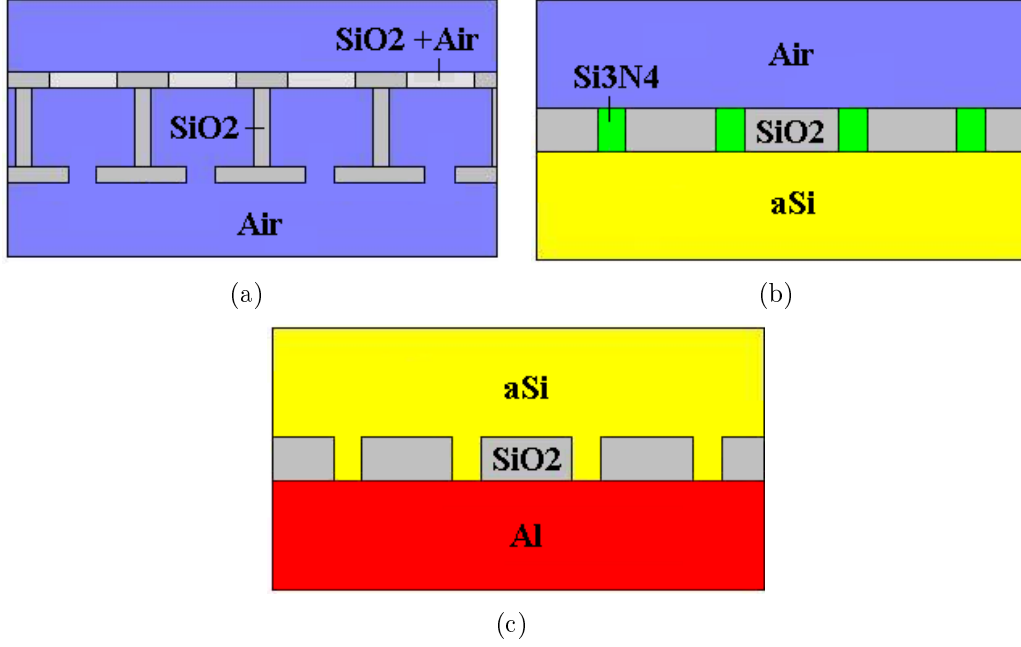 SiO2 +Air
SiO2
Air
(a)
Air
Si3N4
SiO2
aSi
(b)
aSi
SiO2
Al
(c)